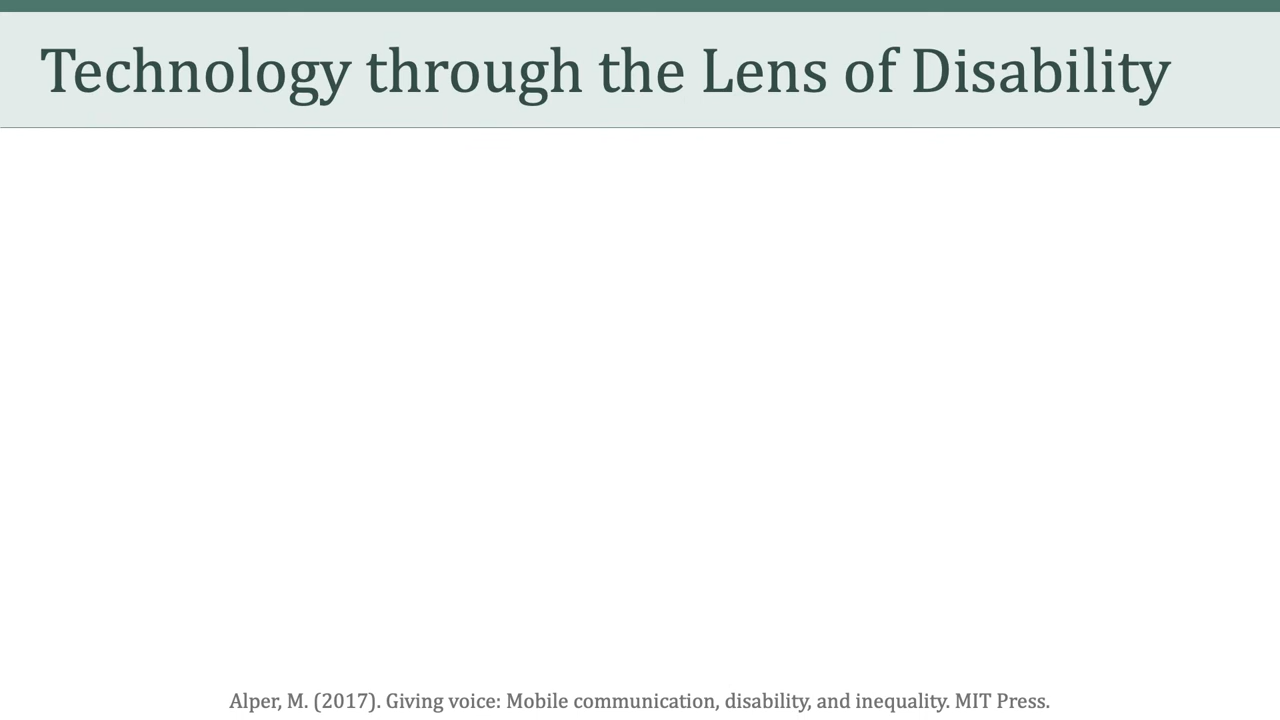 Technology through the Lens of Disability
Alper, M. (2017). Giving voice: Mobile communication, disability, and inequality. MIT Press.